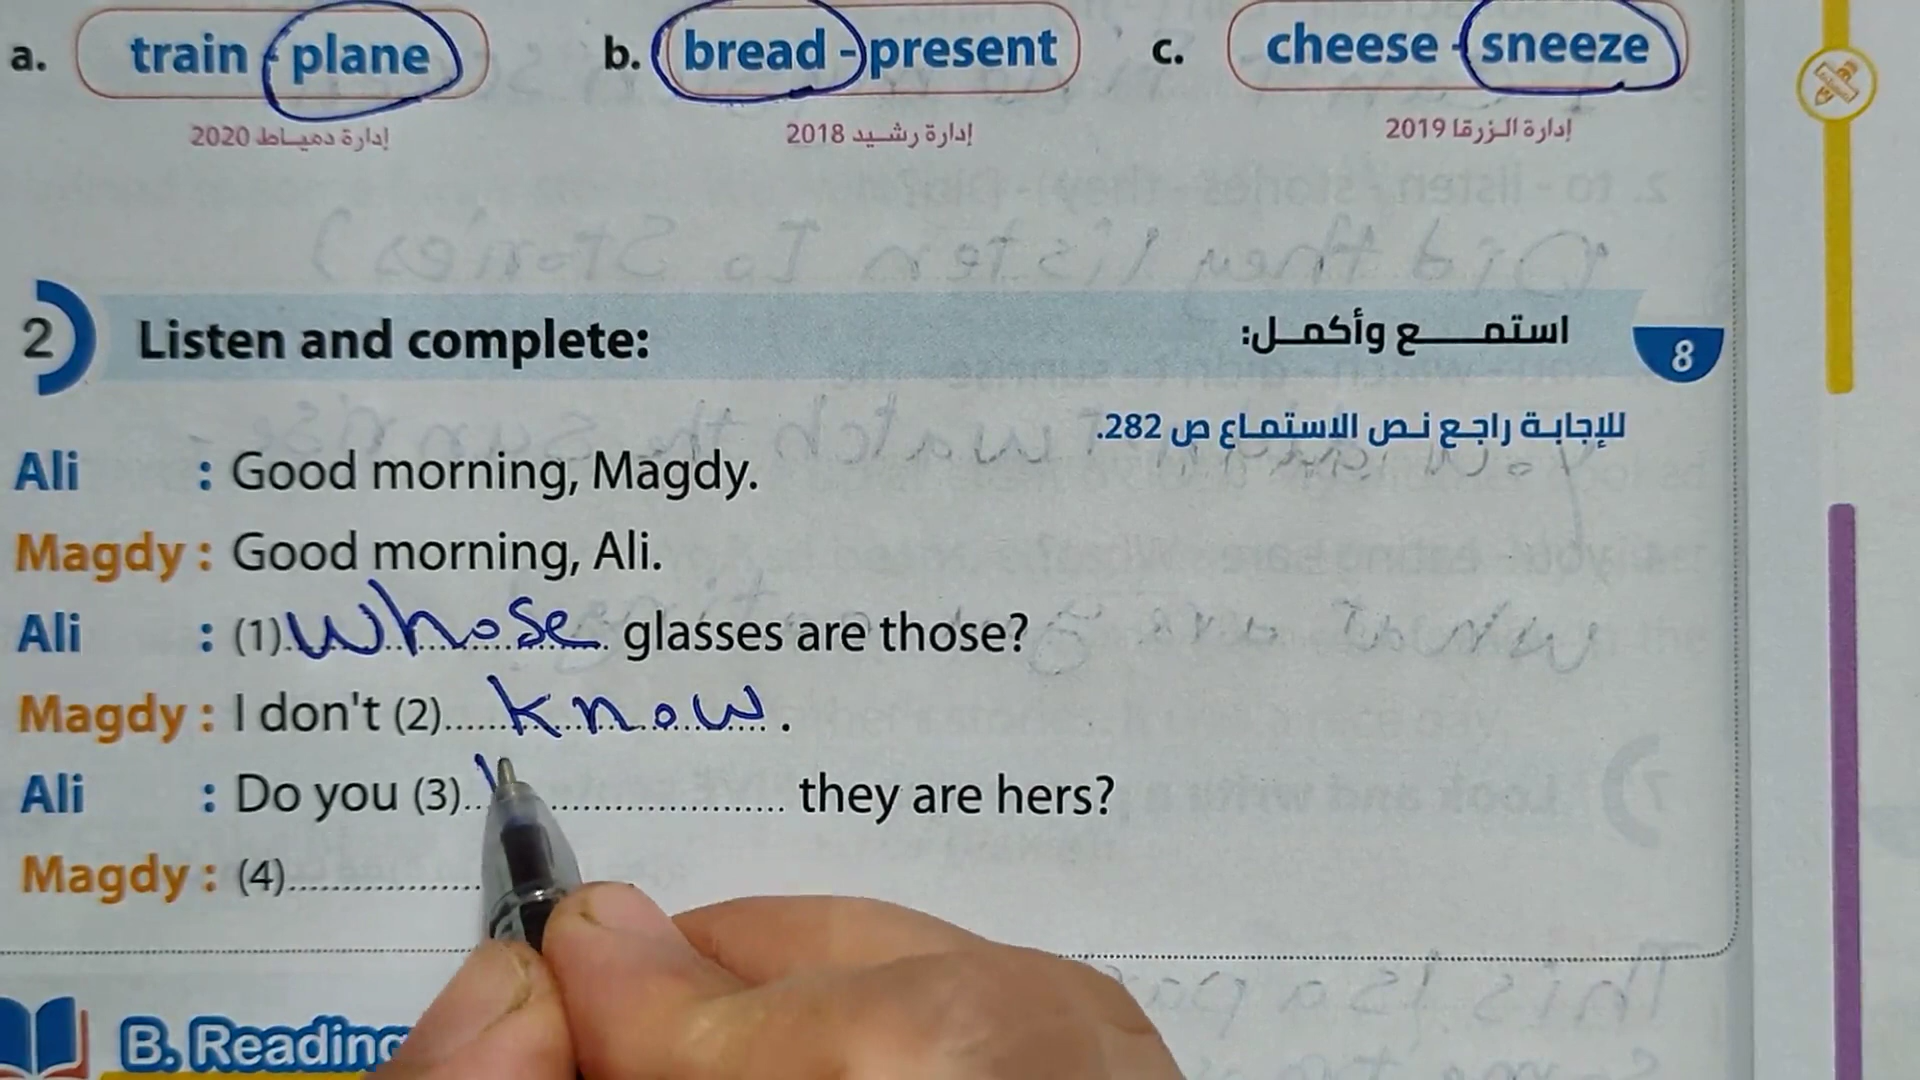 a. train - plane b. bread - present c. cheese - sneeze
إدارة دمياط 2020 إدارة رشيد 2018 إدارة الزرقا 2019
2 Listen and complete: استمع وأكمل: 8
للإجابة راجع نص الاستماع ص 282.
Ali : Good morning, Magdy.
Magdy : Good morning, Ali.
Ali : (1) whose glasses are those?
Magdy : I don't (2) know.
Ali : Do you (3) they are hers?
Magdy : (4)
B. Reading